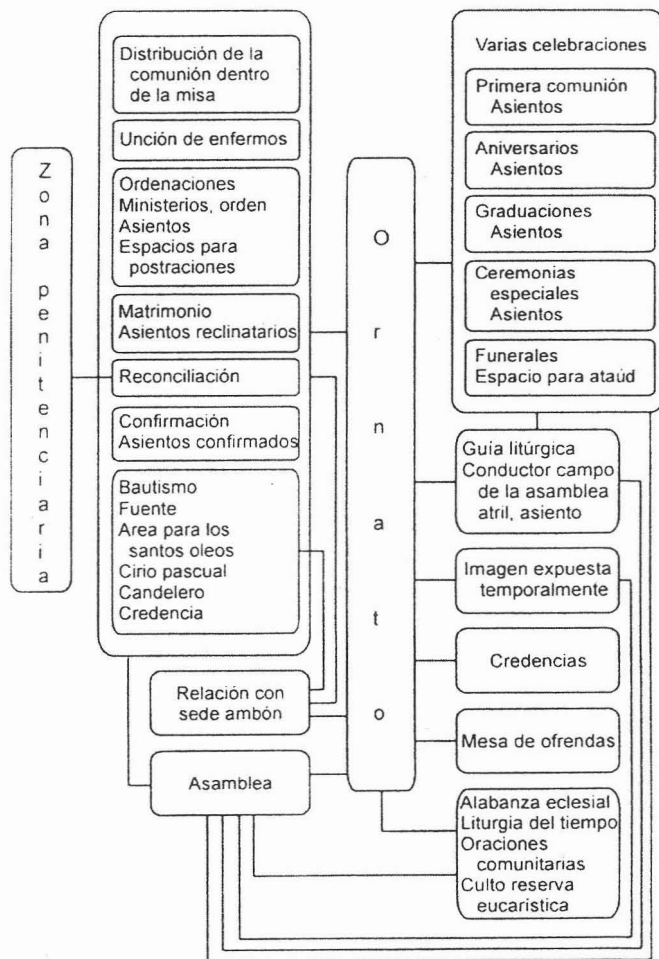 Zona penitenciaria
Distribución de la
comunión dentro
de la misa
Unción de enfermos
Ordenaciones
Ministerios, orden
Asientos
Espacios para
postraciones
Matrimonio
Asientos reclinatarios
Reconciliación
Confirmación
Asientos confirmados
Bautismo
Fuente
Area para los
santos oleos
Cirio pascual
Candelero
Credencia
Relación con
sede ambón
Asamblea
Ornato
Varias celebraciones
Primera comunión
Asientos
Aniversarios
Asientos
Graduaciones
Asientos
Ceremonias
especiales
Asientos
Funerales
Espacio para ataúd
Guía litúrgica
Conductor campo
de la asamblea
atril, asiento
Imagen expuesta
temporalmente
Credencias
Mesa de ofrendas
Alabanza eclesial
Liturgia del tiempo
Oraciones
comunitarias
Culto reserva
eucarística